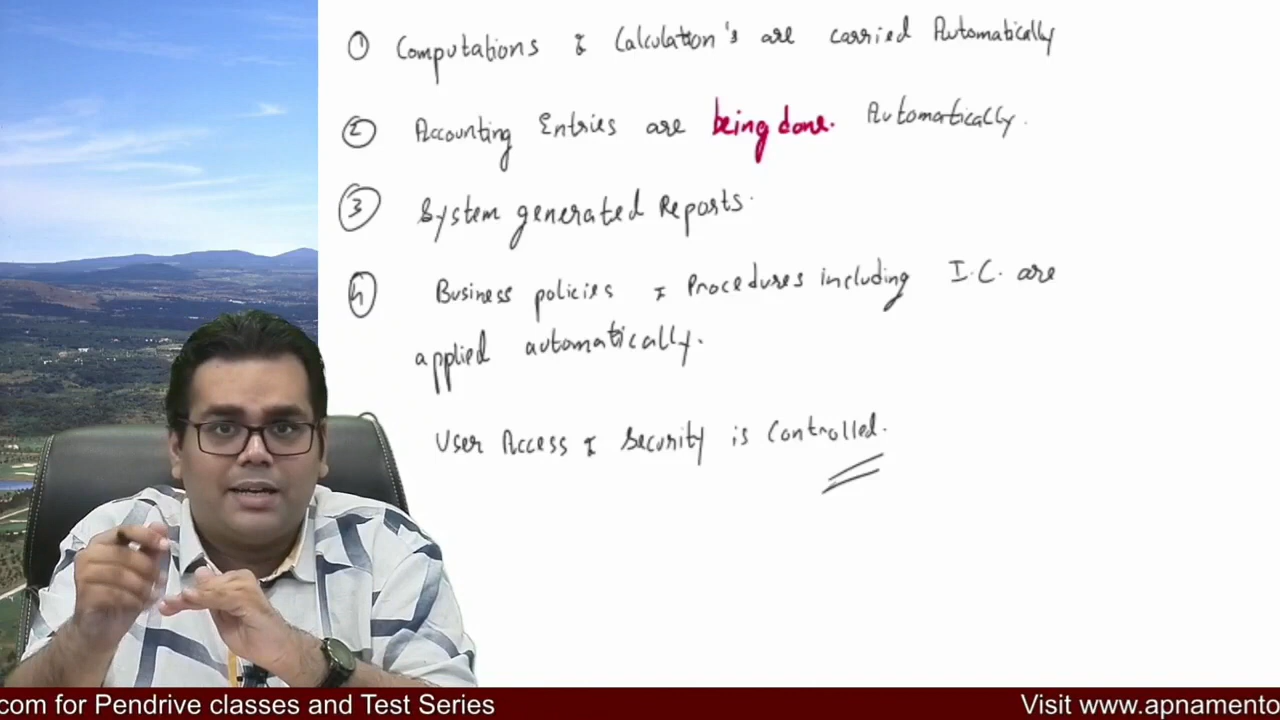 ① Computations & Calculation's are carried Automatically
② Accounting Entries are being done. Automatically.
③ System generated Reports.
④ Business policies & Procedures including I.C. are
applied automatically.
User Access & Security is Controlled.
com for Pendrive classes and Test Series Visit www.apnamento